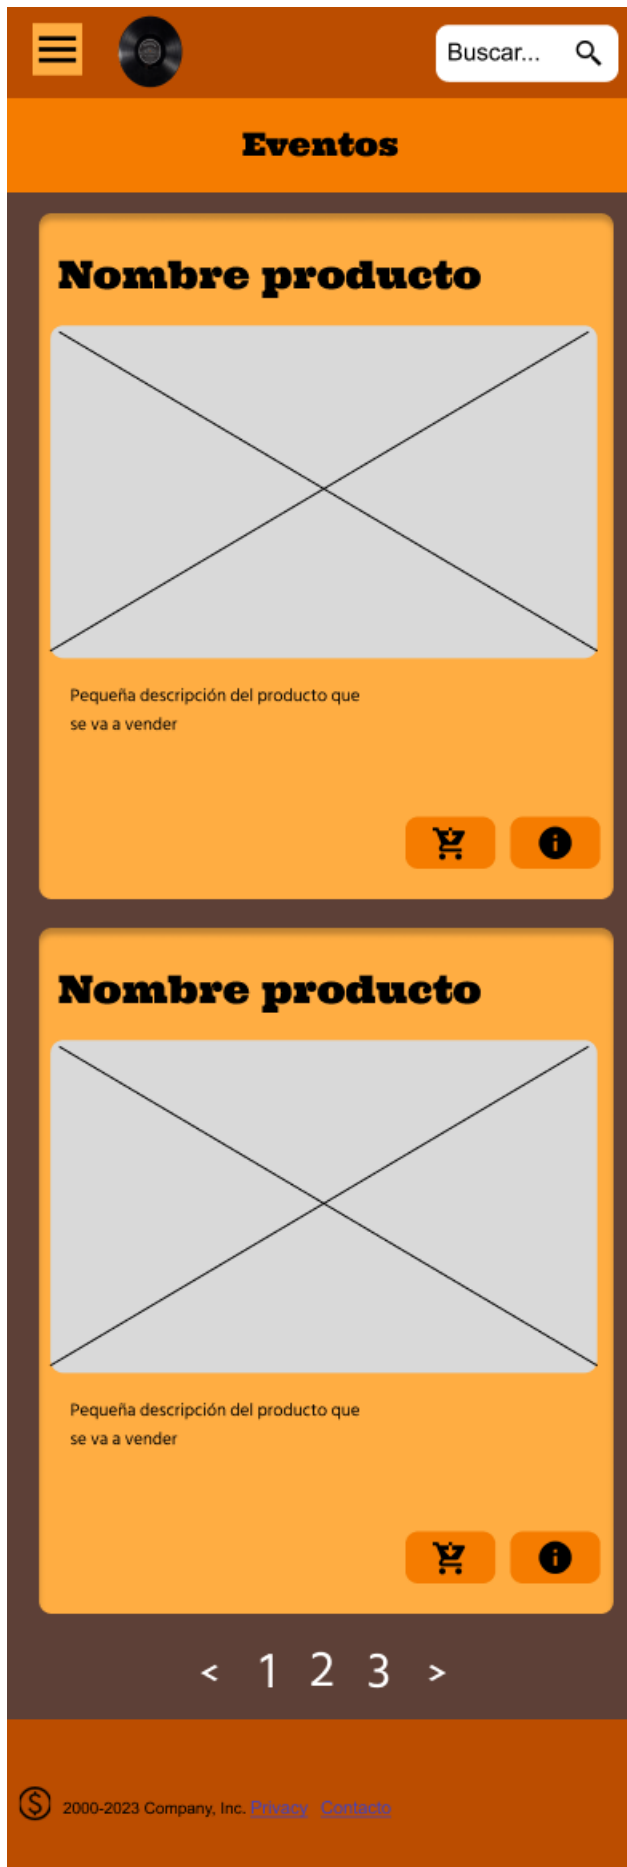 Buscar...
Eventos
Nombre producto
Pequeña descripción del producto que
se va a vender
Nombre producto
Pequeña descripción del producto que
se va a vender
< 1 2 3 >
2000-2023 Company, Inc. Privacy Contacto